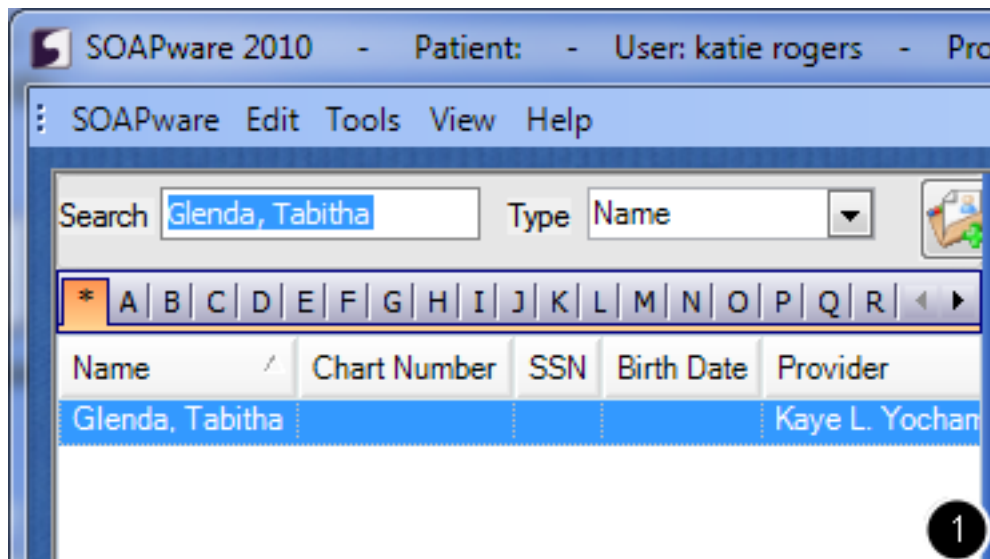 SOAPware 2010 - Patient: - User: katie rogers - Pro
SOAPware Edit Tools View Help
Search Glenda, Tabitha Type Name
* A B C D E F G H I J K L M N O P Q R
Name Chart Number SSN Birth Date Provider
Glenda, Tabitha Kaye L. Yocham
1